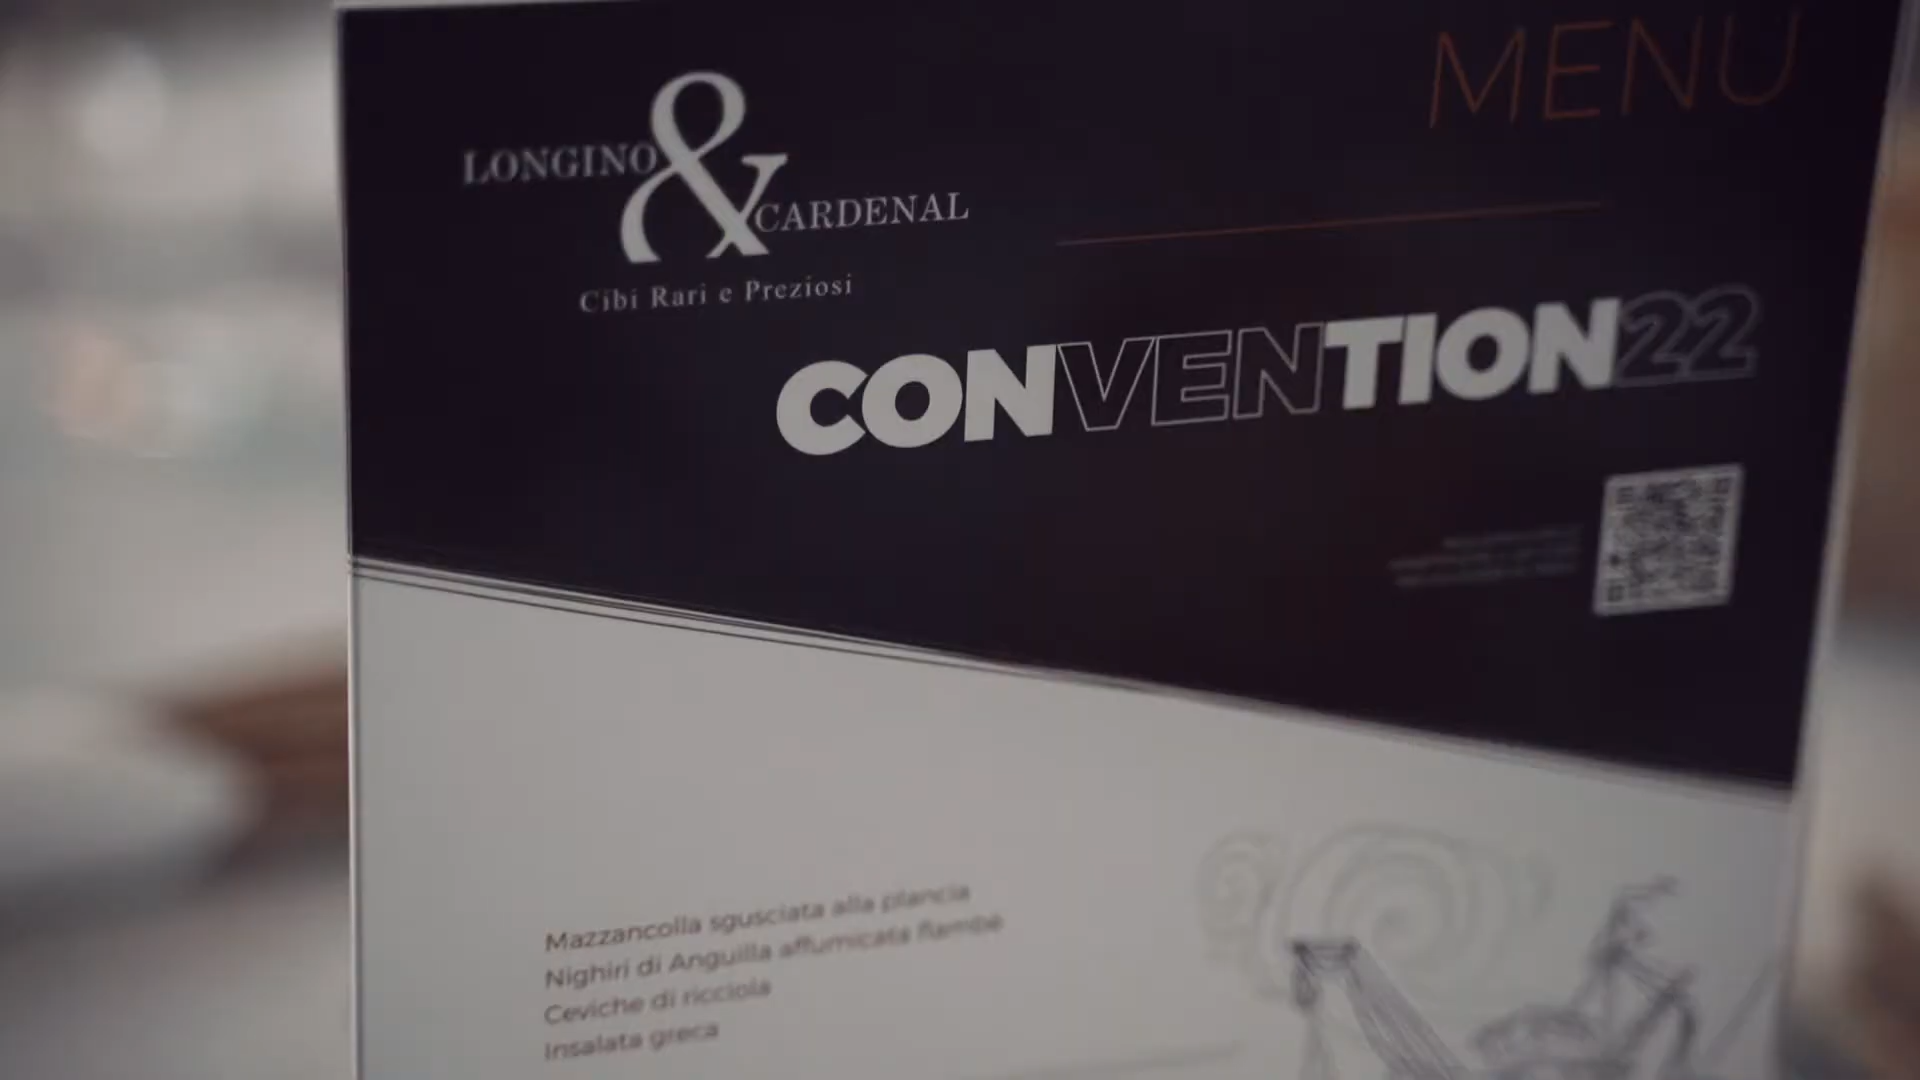 MENU
LONGINO & CARDENAL
Cibi Rari e Preziosi
CONVENTION22
Mazzancolla sgusciata alla plancia
Nighiri di Anguilla affumicata flambè
Ceviche di ricciola
Insalata greca